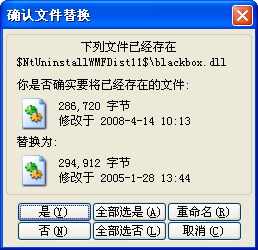 确认文件替换
下列文件已经存在
$NtUninstallWMFDist11$\blackbox.dll
你是否确实要将已经存在的文件:
286,720 字节
修改于 2008-4-14 10:13
替换为:
294,912 字节
修改于 2005-1-28 13:44
是(Y) 全部选是(A) 重命名(R)
否(N) 全部选否(L) 取消(C)